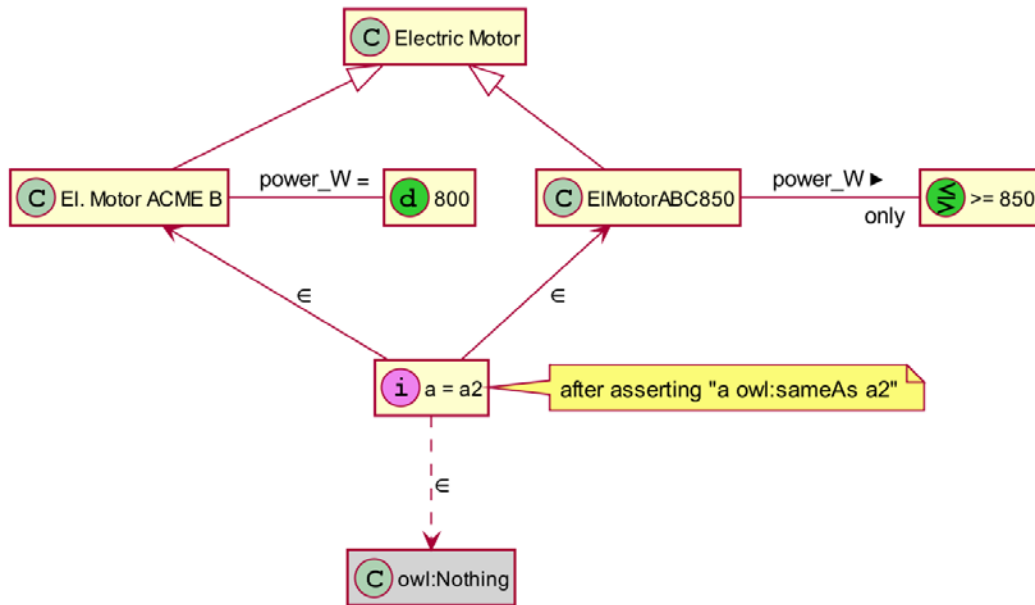 C Electric Motor
C El. Motor ACME B
power_W =
d 800
C ElMotorABC850
power_W ►
only
≶ >= 850
∈
∈
i a = a2
after asserting "a owl:sameAs a2"
∈
C owl:Nothing